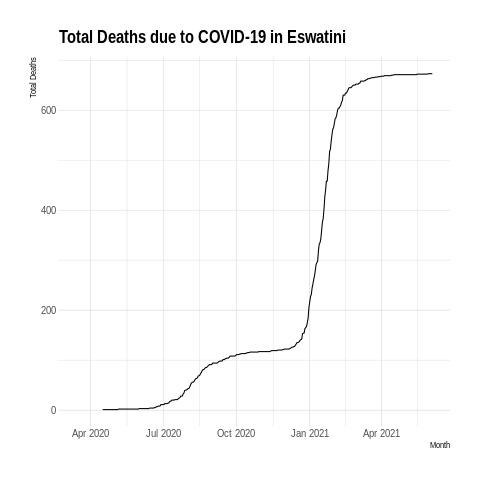 Total Deaths due to COVID-19 in Eswatini
Total Deaths
600
400
200
0
Apr 2020 Jul 2020 Oct 2020 Jan 2021 Apr 2021
Month